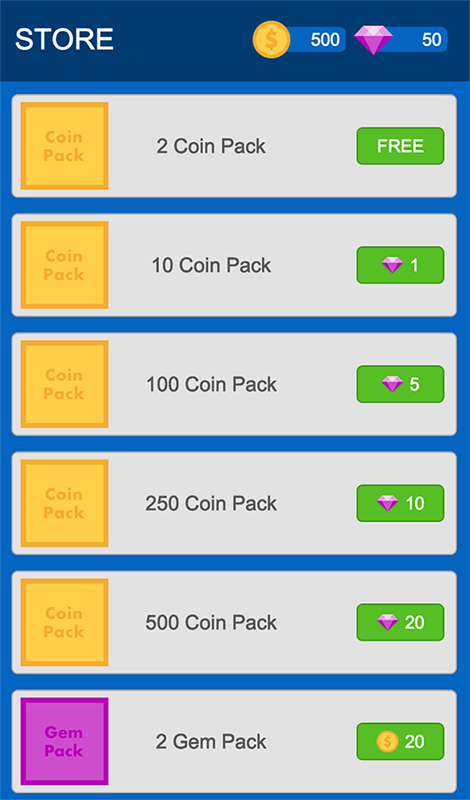 STORE
500
50
Coin
Pack
2 Coin Pack
FREE
Coin
Pack
10 Coin Pack
1
Coin
Pack
100 Coin Pack
5
Coin
Pack
250 Coin Pack
10
Coin
Pack
500 Coin Pack
20
Gem
Pack
2 Gem Pack
20